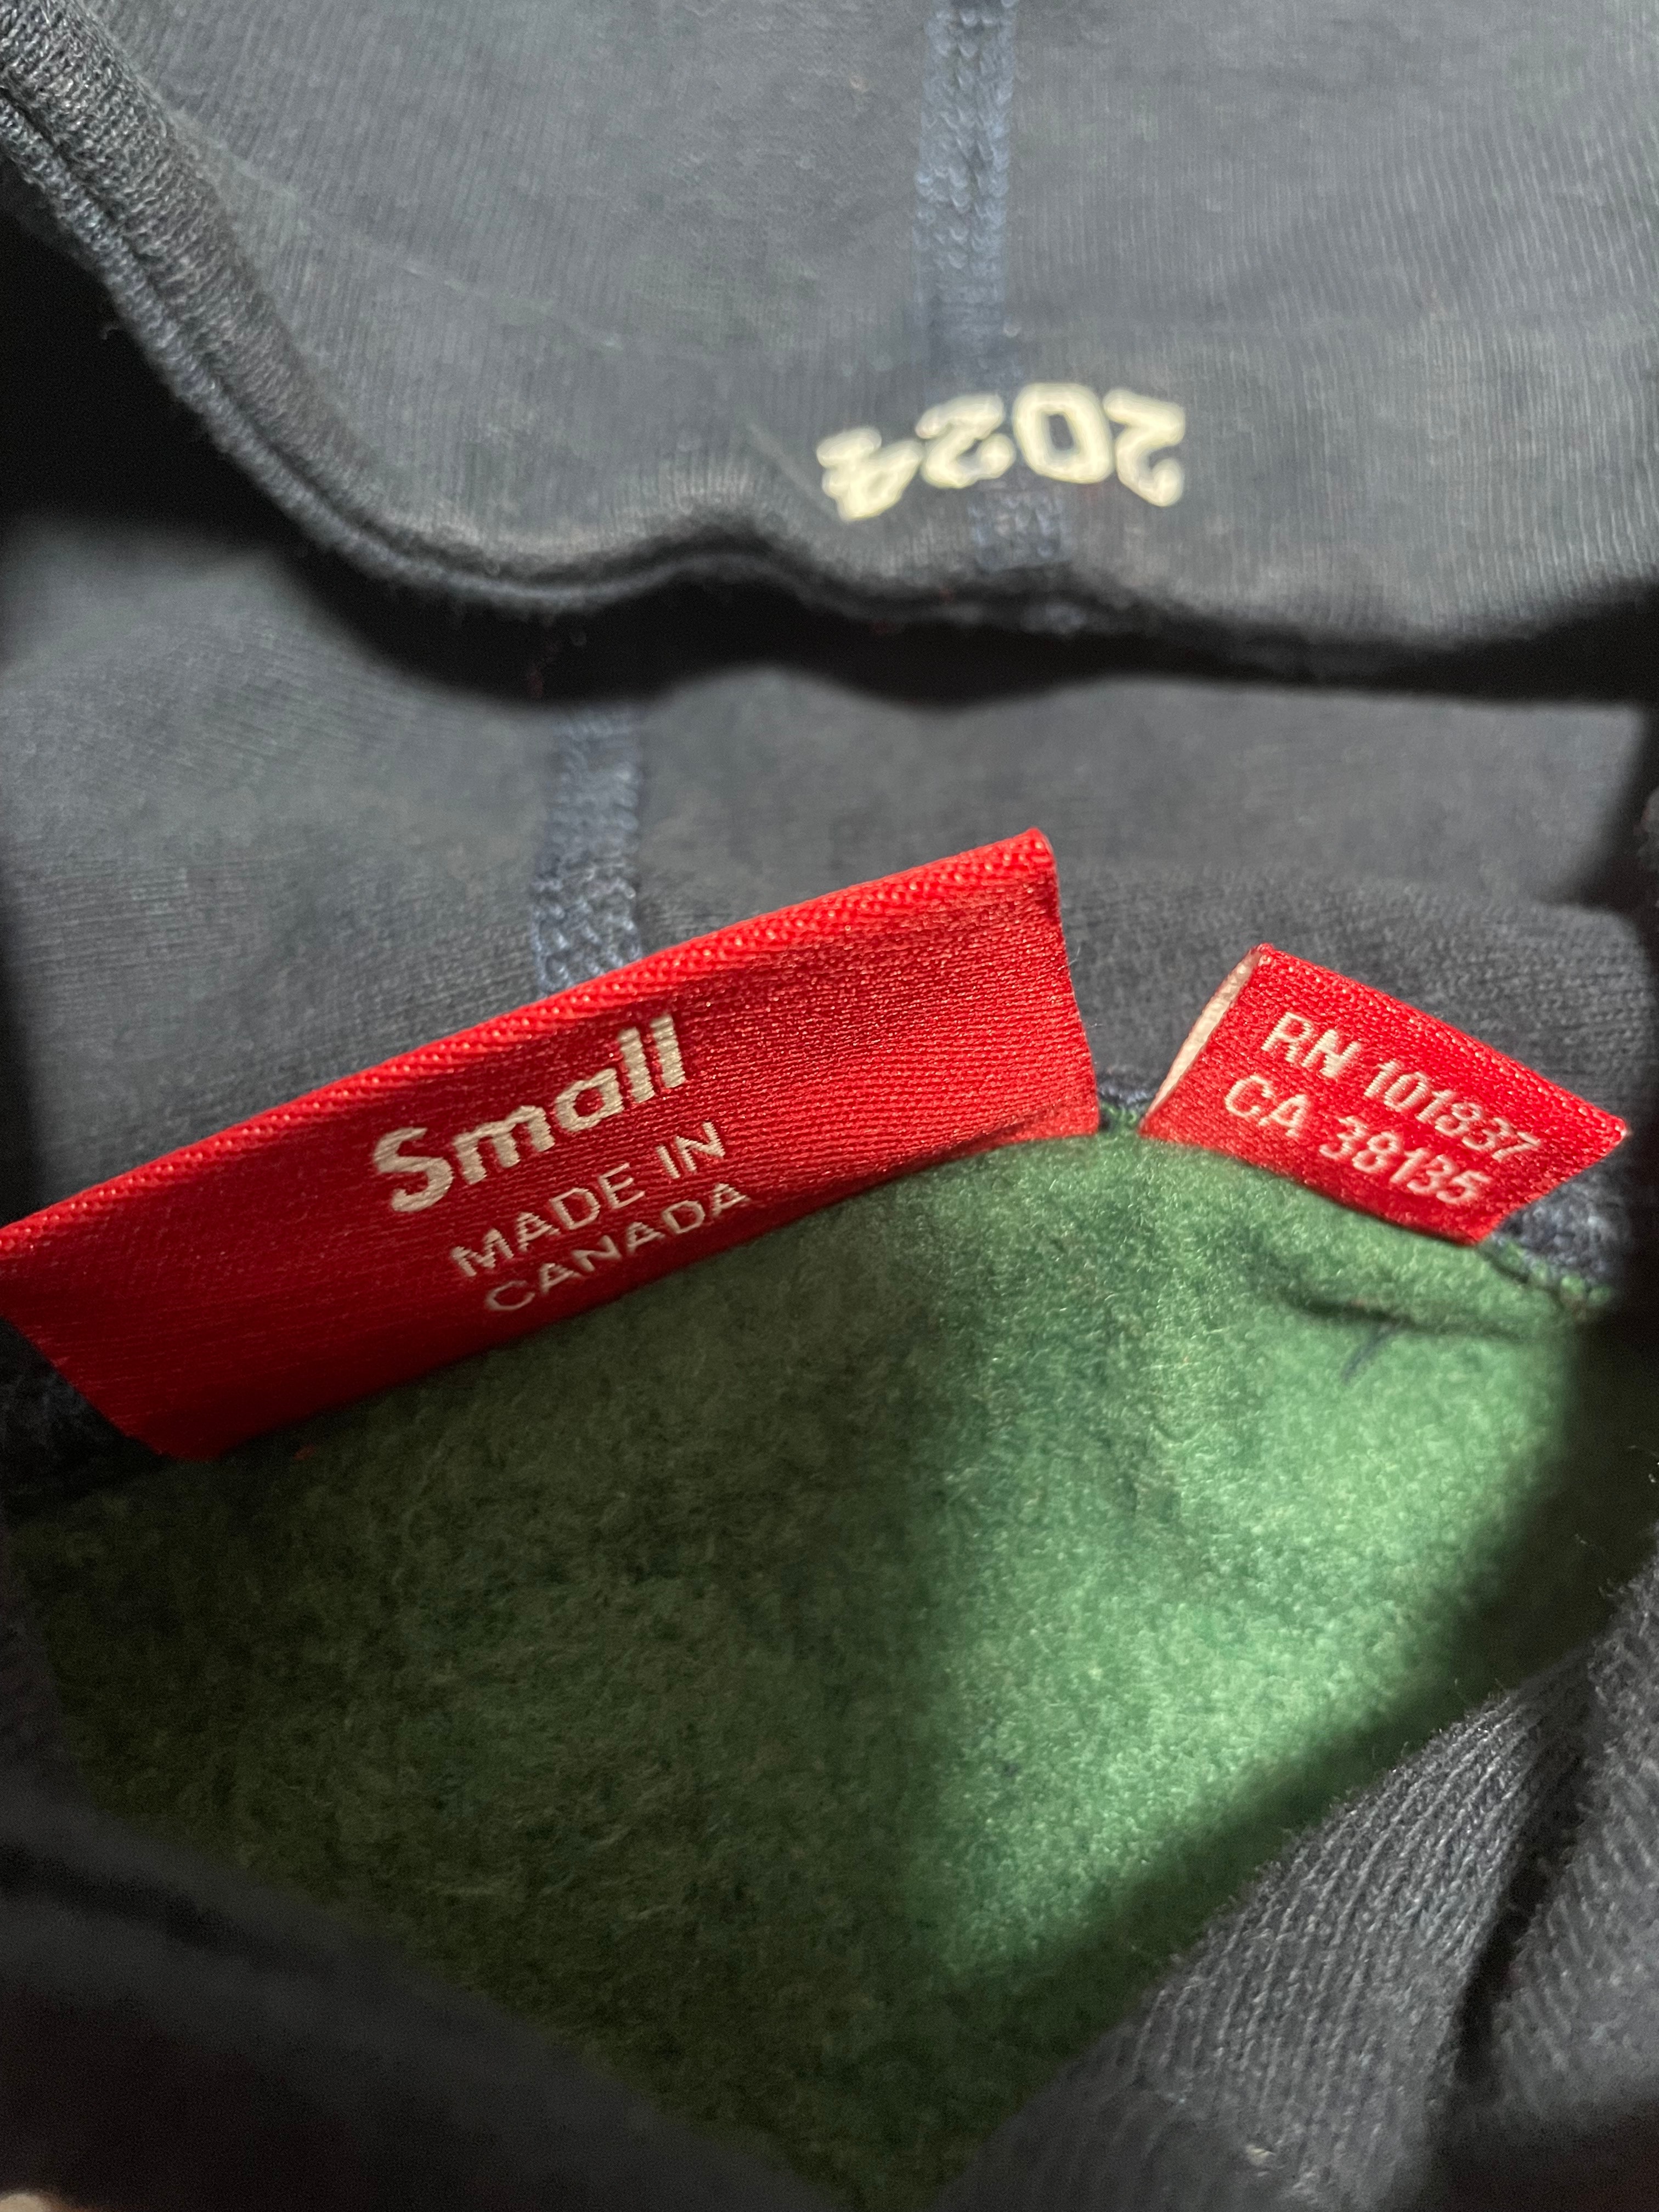 2024
Small
MADE IN
CANADA
RN 101837
CA 38135